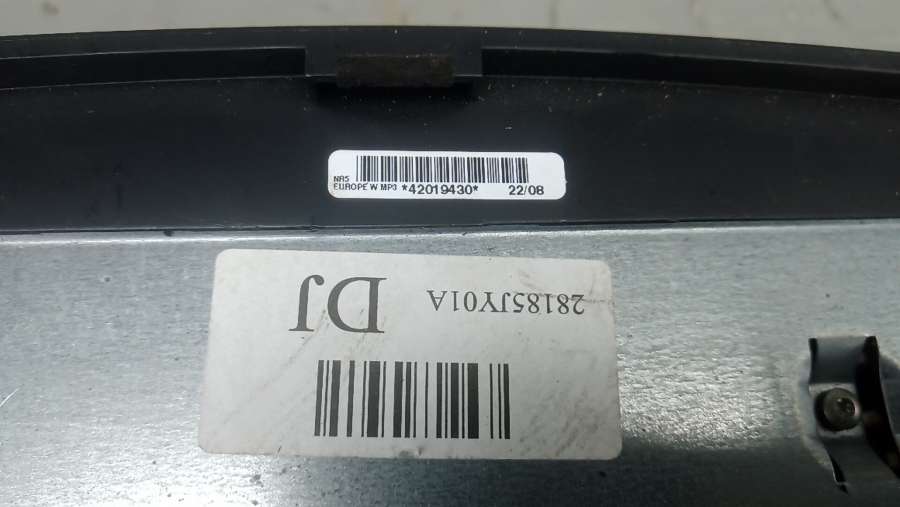 NR5
EUROPE W MP3 *42019430* 22/08
28185JY01A
DJ